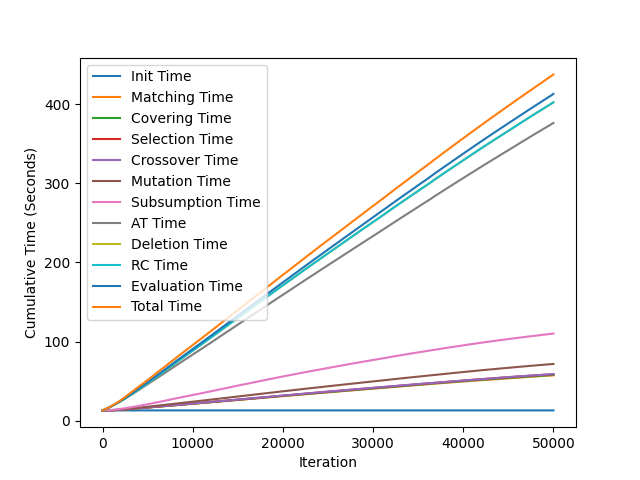 Init Time
Matching Time
Covering Time
Selection Time
Crossover Time
Mutation Time
Subsumption Time
AT Time
Deletion Time
RC Time
Evaluation Time
Total Time
Cumulative Time (Seconds)
400
300
200
100
0
0 10000 20000 30000 40000 50000
Iteration